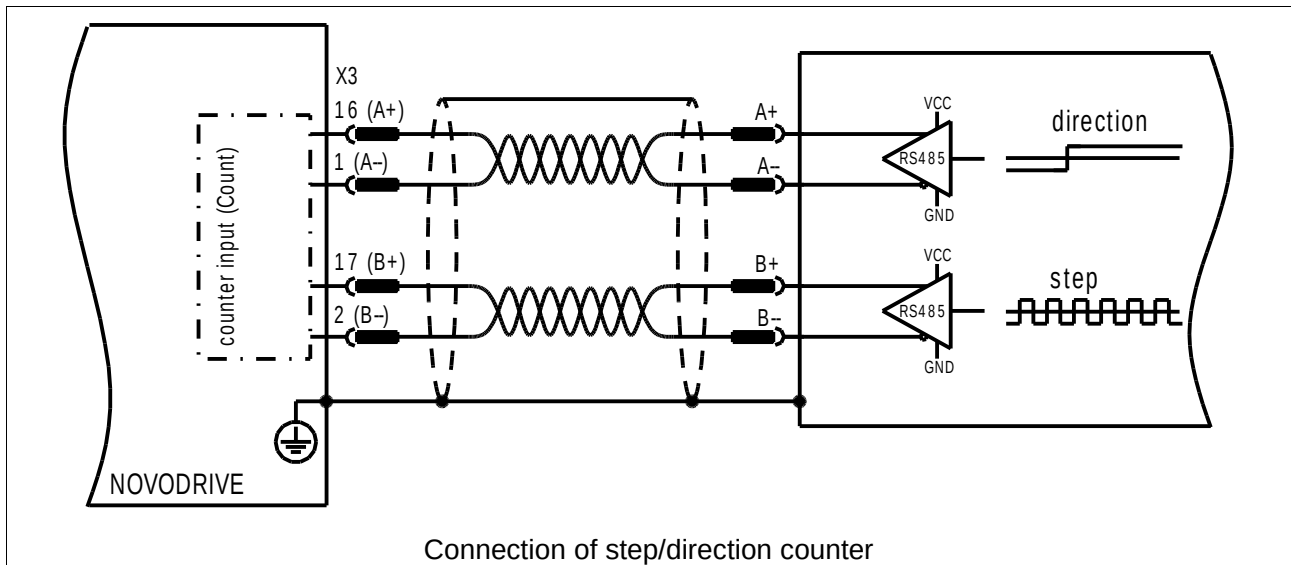 X3
16 (A+)
1 (A--)
17 (B+)
2 (B--)
counter input (Count)
NOVODRIVE
A+
A--
B+
B--
VCC
RS485
GND
direction
VCC
RS485
GND
step
Connection of step/direction counter